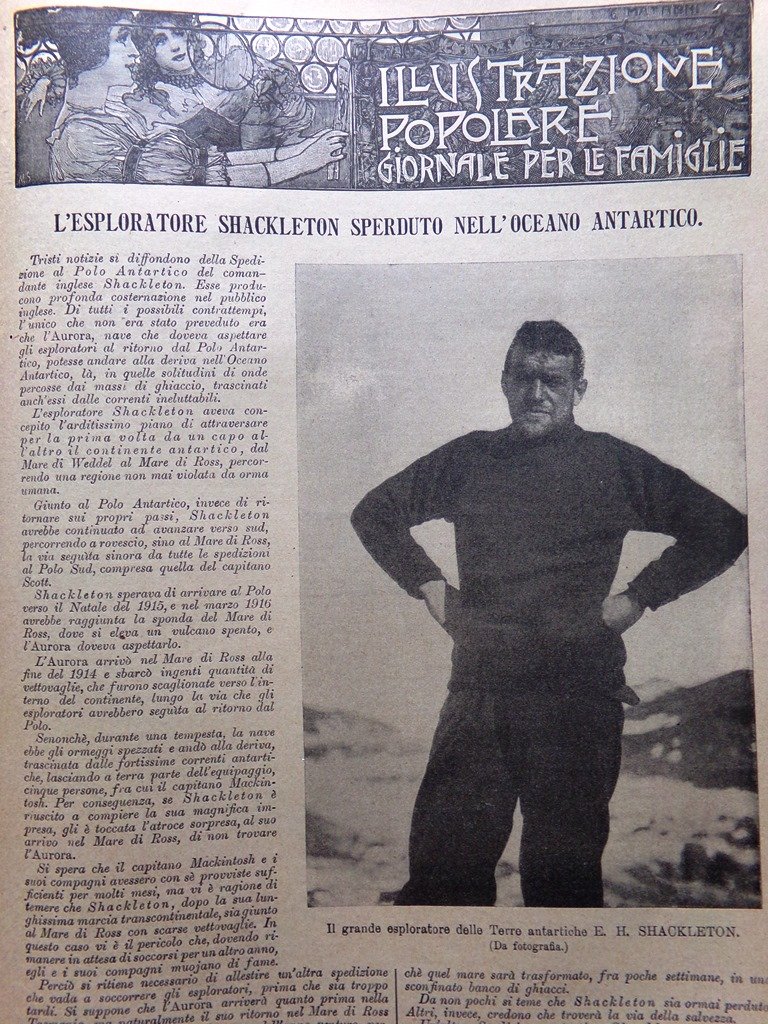 ILLUSTRAZIONE
POPOLARE
GIORNALE PER LE FAMIGLIE
L'ESPLORATORE SHACKLETON SPERDUTO NELL'OCEANO ANTARTICO.
Tristi notizie si diffondono della Spedi-
zione al Polo Antartico del coman-
dante inglese Shackleton. Esse produ-
cono profonda costernazione nel pubblico
inglese. Di tutti i possibili contrattempi,
l'unico che non era stato preveduto era
che l'Aurora, nave che doveva aspettare
gli esploratori al ritorno dal Polo Antar-
tico, potesse andare alla deriva nell'Oceano
Antartico, là, in quelle solitudini di onde
percosse dai massi di ghiaccio, trascinati
anch'essi dalle correnti ineluttabili.
L'esploratore Shackleton aveva con-
cepito l'arditissimo piano di attraversare
per la prima volta da un capo al-
l'altro il continente antartico, dal
Mare di Weddel al Mare di Ross, percor-
rendo una regione non mai violata da orma
umana.
Giunto al Polo Antartico, invece di ri-
tornare sui propri passi, Shackleton
avrebbe continuato ad avanzare verso sud,
percorrendo a rovescio, sino al Mare di Ross,
la via seguita sinora da tutte le spedizioni
al Polo Sud, compresa quella del capitano
Scott.
Shackleton sperava di arrivare al Polo
verso il Natale del 1915, e nel marzo 1916
avrebbe raggiunta la sponda del Mare di
Ross, dove si eleva un vulcano spento, e
l'Aurora doveva aspettarlo.
L'Aurora arrivò nel Mare di Ross alla
fine del 1914 e sbarcò ingenti quantità di
vettovaglie, che furono scaglionate verso l'in-
terno del continente, lungo la via che gli
esploratori avrebbero seguita al ritorno dal
Polo.
Senonchè, durante una tempesta, la nave
ebbe gli ormeggi spezzati e andò alla deriva,
trascinata dalle fortissime correnti antarti-
che, lasciando a terra parte dell'equipaggio,
cinque persone, fra cui il capitano Mackin-
tosh. Per conseguenza, se Shackleton è
riuscito a compiere la sua magnifica im-
presa, gli è toccata l'atroce sorpresa, al suo
arrivo nel Mare di Ross, di non trovare
l'Aurora.
Si spera che il capitano Mackintosh e i
suoi compagni avessero con sè provviste suf-
ficienti per molti mesi, ma vi è ragione di
temere che Shackleton, dopo la sua lun-
ghissima marcia transcontinentale, sia giunto
al Mare di Ross con scarse vettovaglie. In
questo caso vi è il pericolo che, dovendo ri-
manere in attesa di soccorsi per un altro anno,
egli e i suoi compagni muojano di fame.
Perciò si ritiene necessario di allestire un'altra spedizione
che vada a soccorrere gli esploratori, prima che sia troppo
tardi. Si suppone che l'Aurora arriverà quanto prima nella
naturalmente il suo ritorno nel Mare di Ross
Il grande esploratore delle Terre antartiche E. H. SHACKLETON.
(Da fotografia.)
chè quel mare sarà trasformato, fra poche settimane, in un
sconfinato banco di ghiacci.
Da non pochi si teme che Shackleton sia ormai perduto
Altri, invece, credono che troverà la via della salvezza.